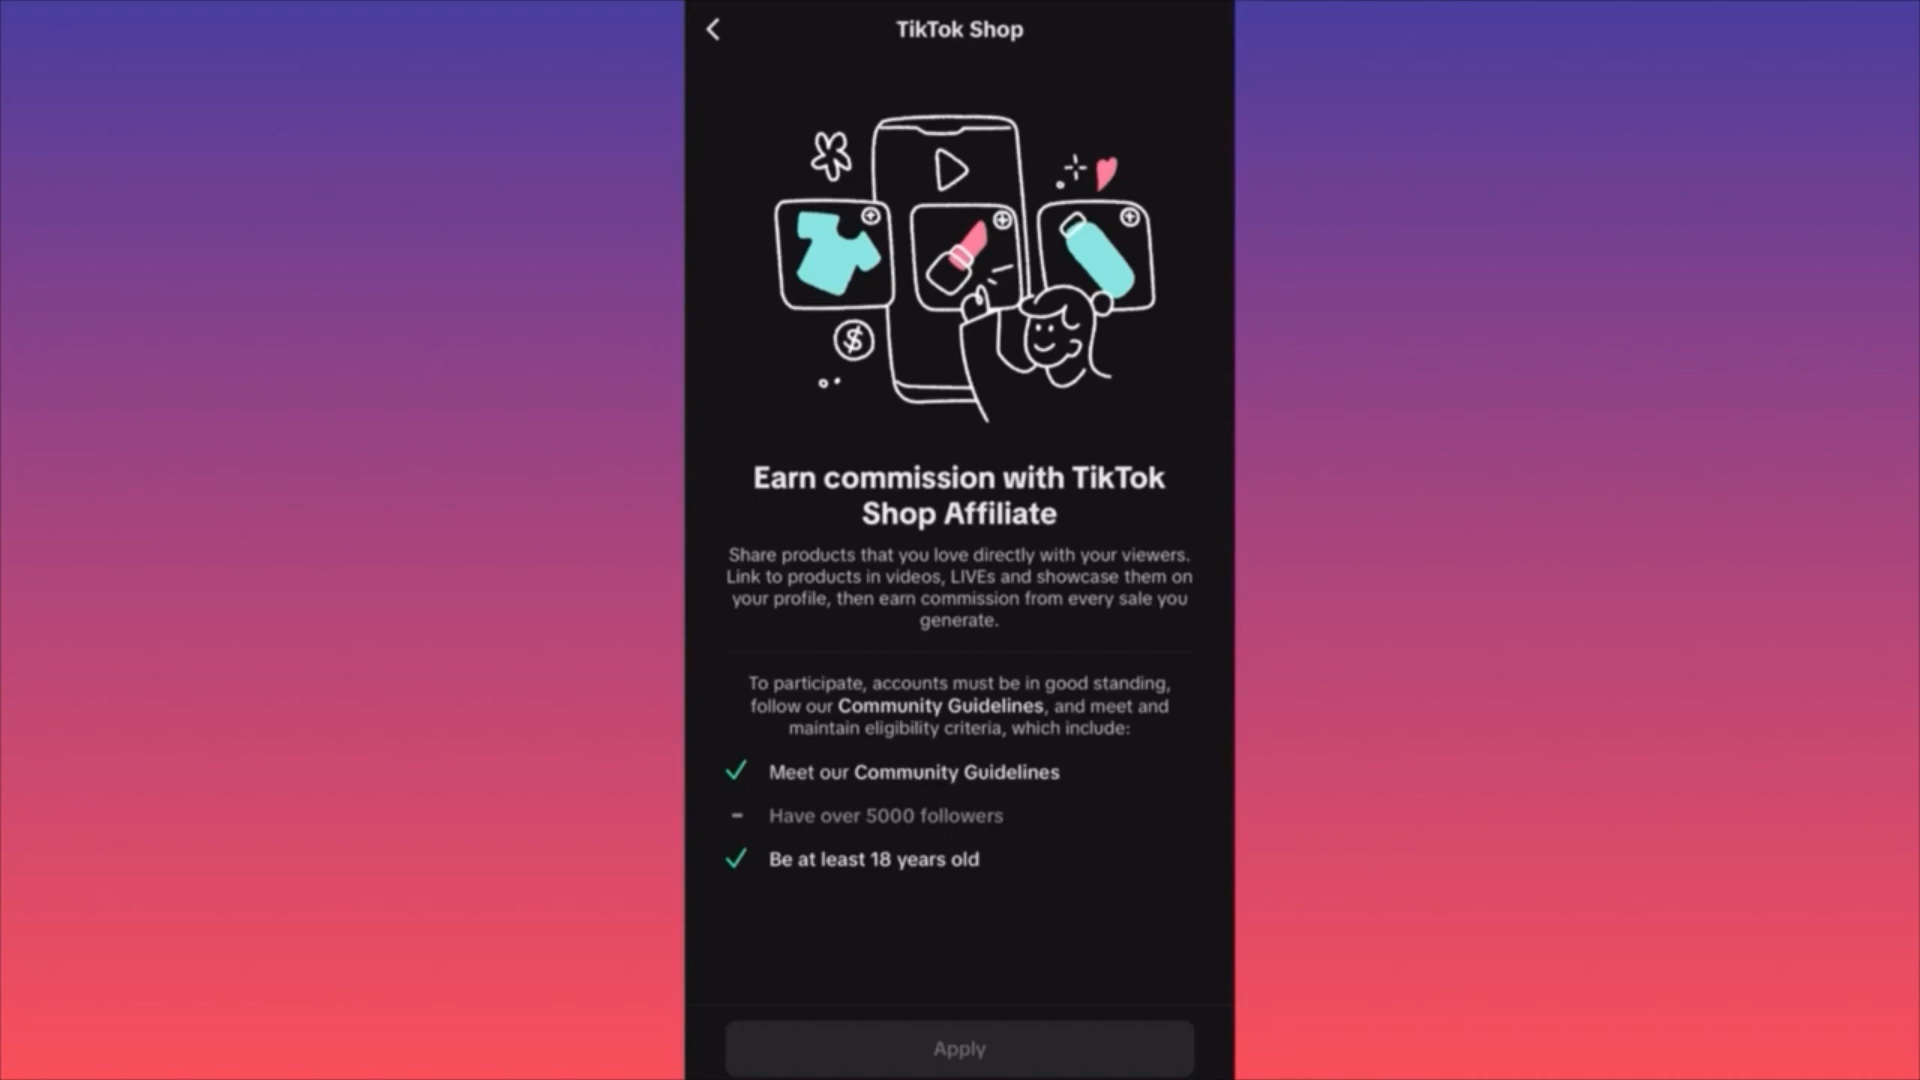 TikTok Shop
$
Earn commission with TikTok
Shop Affiliate
Share products that you love directly with your viewers.
Link to products in videos, LIVEs and showcase them on
your profile, then earn commission from every sale you
generate.
To participate, accounts must be in good standing,
follow our Community Guidelines, and meet and
maintain eligibility criteria, which include:
Meet our Community Guidelines
Have over 5000 followers
Be at least 18 years old
Apply